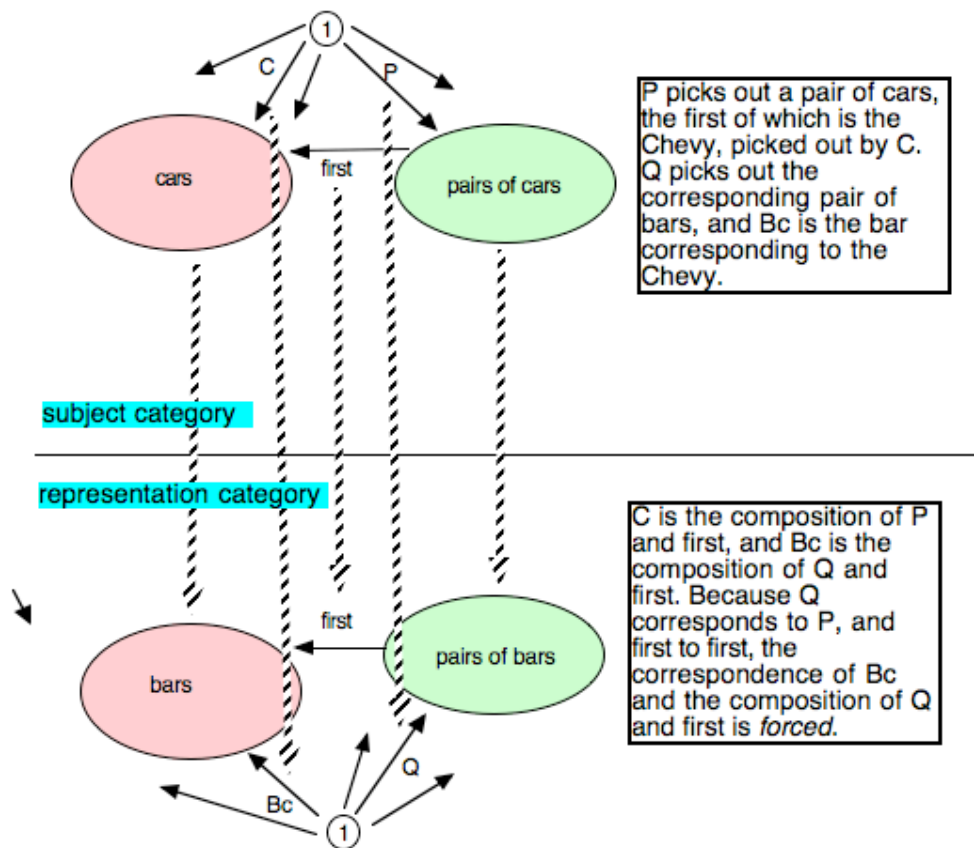 1
C
P
cars
first
pairs of cars
P picks out a pair of cars,
the first of which is the
Chevy, picked out by C.
Q picks out the
corresponding pair of
bars, and Bc is the bar
corresponding to the
Chevy.
subject category
representation category
first
bars
pairs of bars
C is the composition of P
and first, and Bc is the
composition of Q and
first. Because Q
corresponds to P, and
first to first, the
correspondence of Bc
and the composition of Q
and first is forced.
Q
Bc
1